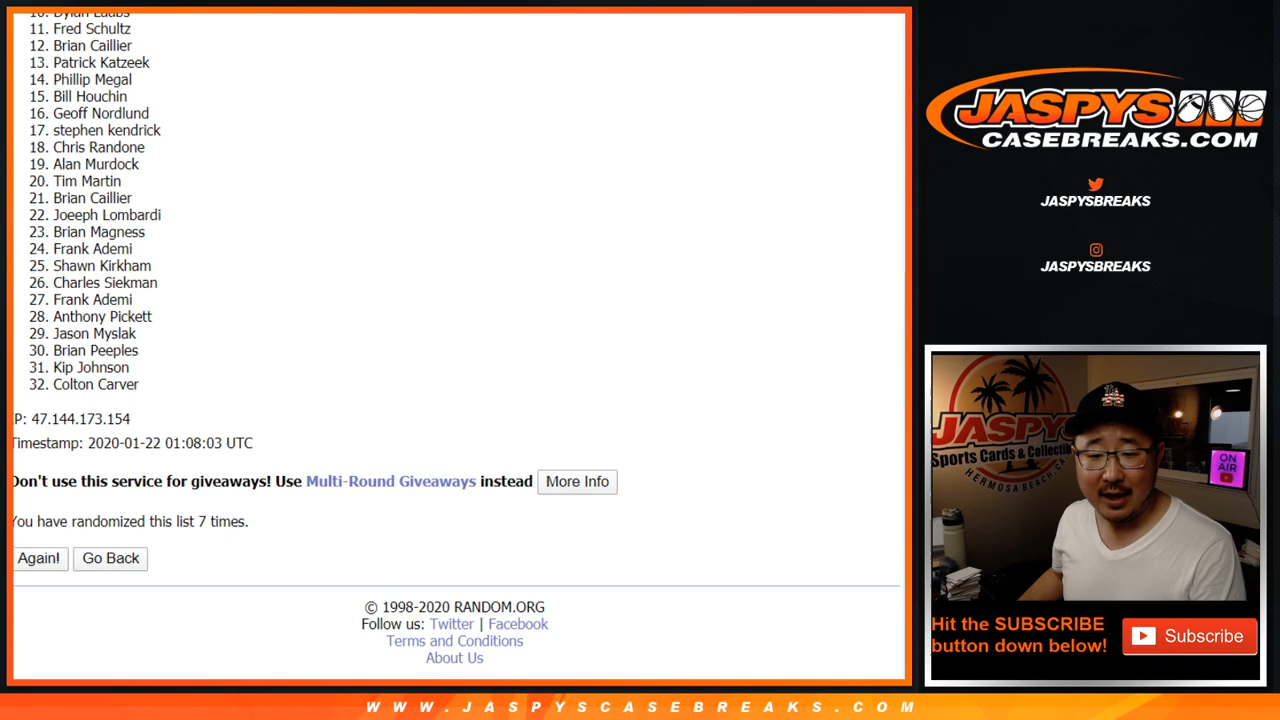 10. Dylan Laubs
11. Fred Schultz
12. Brian Caillier
13. Patrick Katzeek
14. Phillip Megal
15. Bill Houchin
16. Geoff Nordlund
17. stephen kendrick
18. Chris Randone
19. Alan Murdock
20. Tim Martin
21. Brian Caillier
22. Joeeph Lombardi
23. Brian Magness
24. Frank Ademi
25. Shawn Kirkham
26. Charles Siekman
27. Frank Ademi
28. Anthony Pickett
29. Jason Myslak
30. Brian Peeples
31. Kip Johnson
32. Colton Carver
IP: 47.144.173.154
Timestamp: 2020-01-22 01:08:03 UTC
Don't use this service for giveaways! Use Multi-Round Giveaways instead More Info
You have randomized this list 7 times.
Again! Go Back
© 1998-2020 RANDOM.ORG
Follow us: Twitter | Facebook
Terms and Conditions
About Us
JASPYS
CASEBREAKS.COM
JASPYSBREAKS
JASPYSBREAKS
JASPYS
Sports Cards & Collectib
HERMOSA BEACH, CA
ON
AIR
Hit the SUBSCRIBE
button down below!
Subscribe
WWW.JASPYSCASEBREAKS.COM